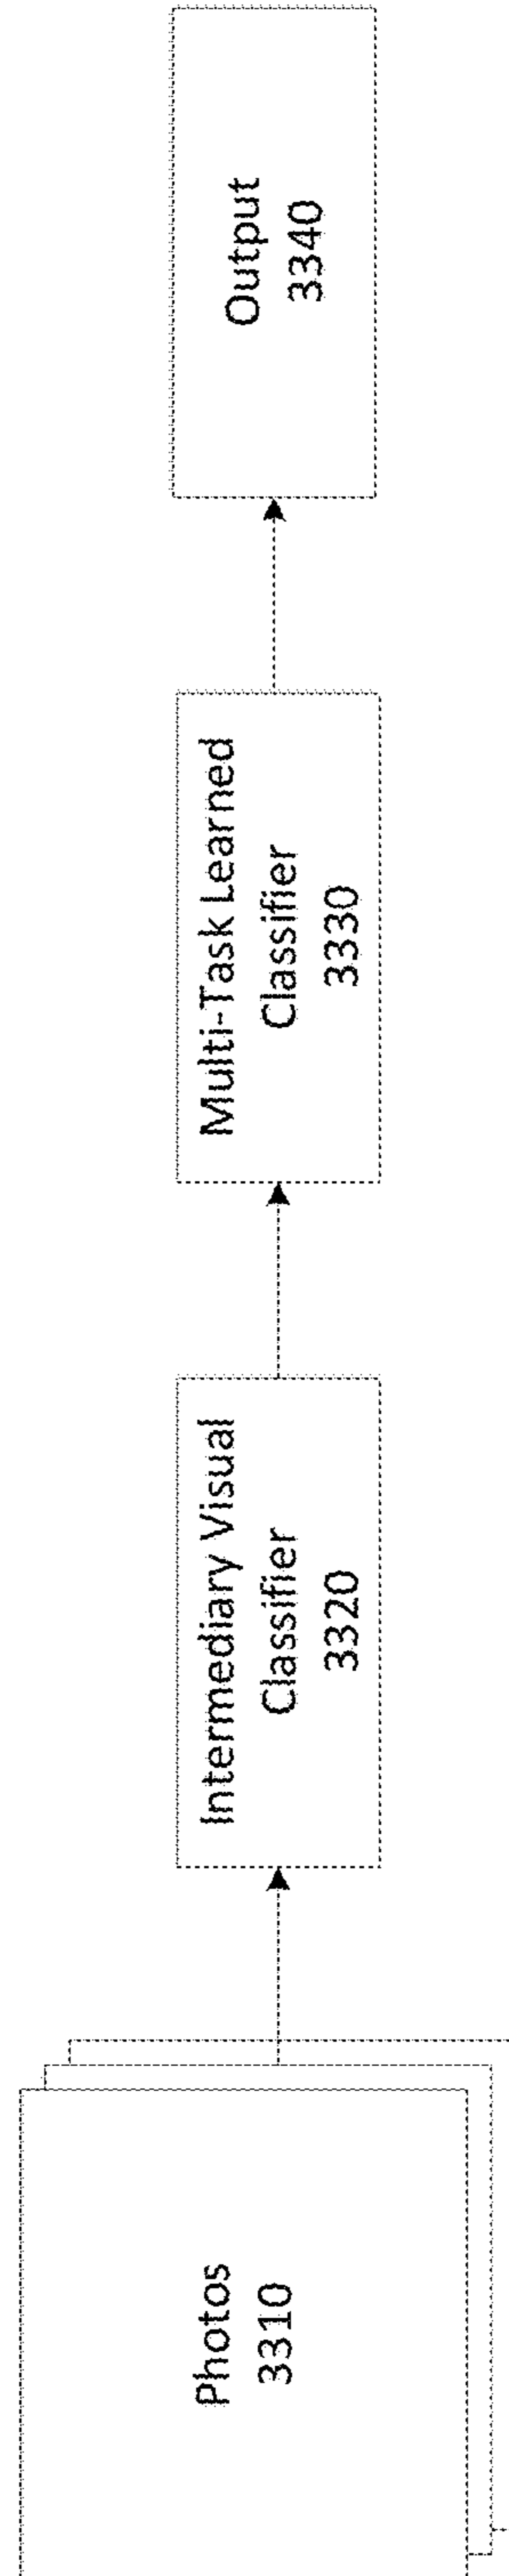 Photos
3310
Intermediary Visual
Classifier
3320
Multi-Task Learned
Classifier
3330
Output
3340